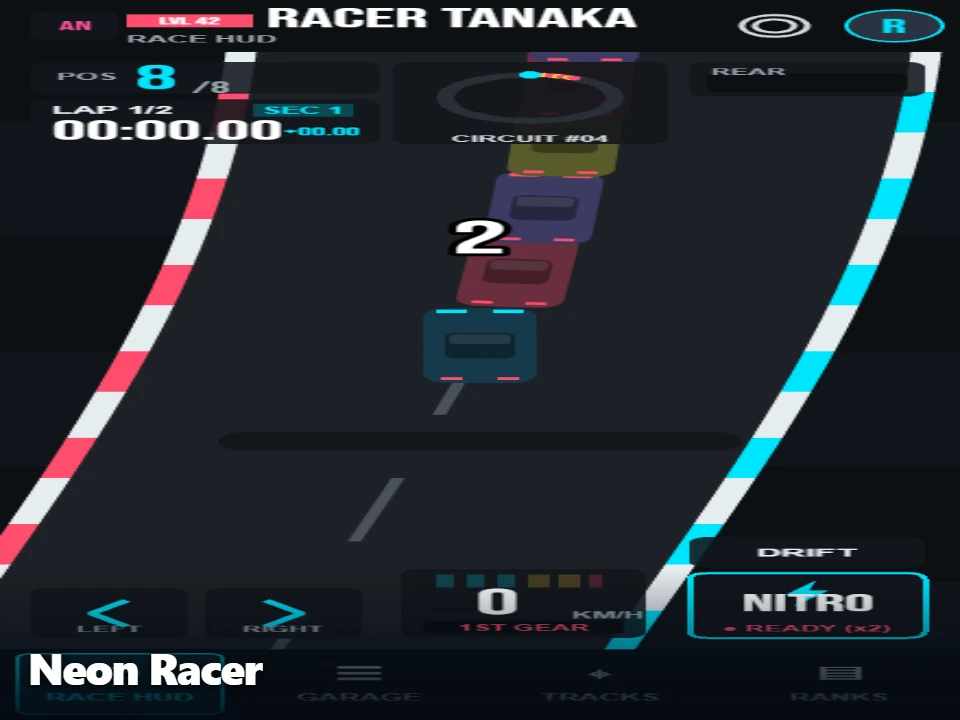 AN
LVL 42
RACE HUD
RACER TANAKA
R
POS 8 /8
LAP 1/2
SEC 1
00:00.00
+00.00
CIRCUIT #04
REAR
2
DRIFT
NITRO
READY (x2)
<
LEFT
>
RIGHT
0 KM/H
1ST GEAR
Neon Racer
RACE HUD
GARAGE
TRACKS
RANKS